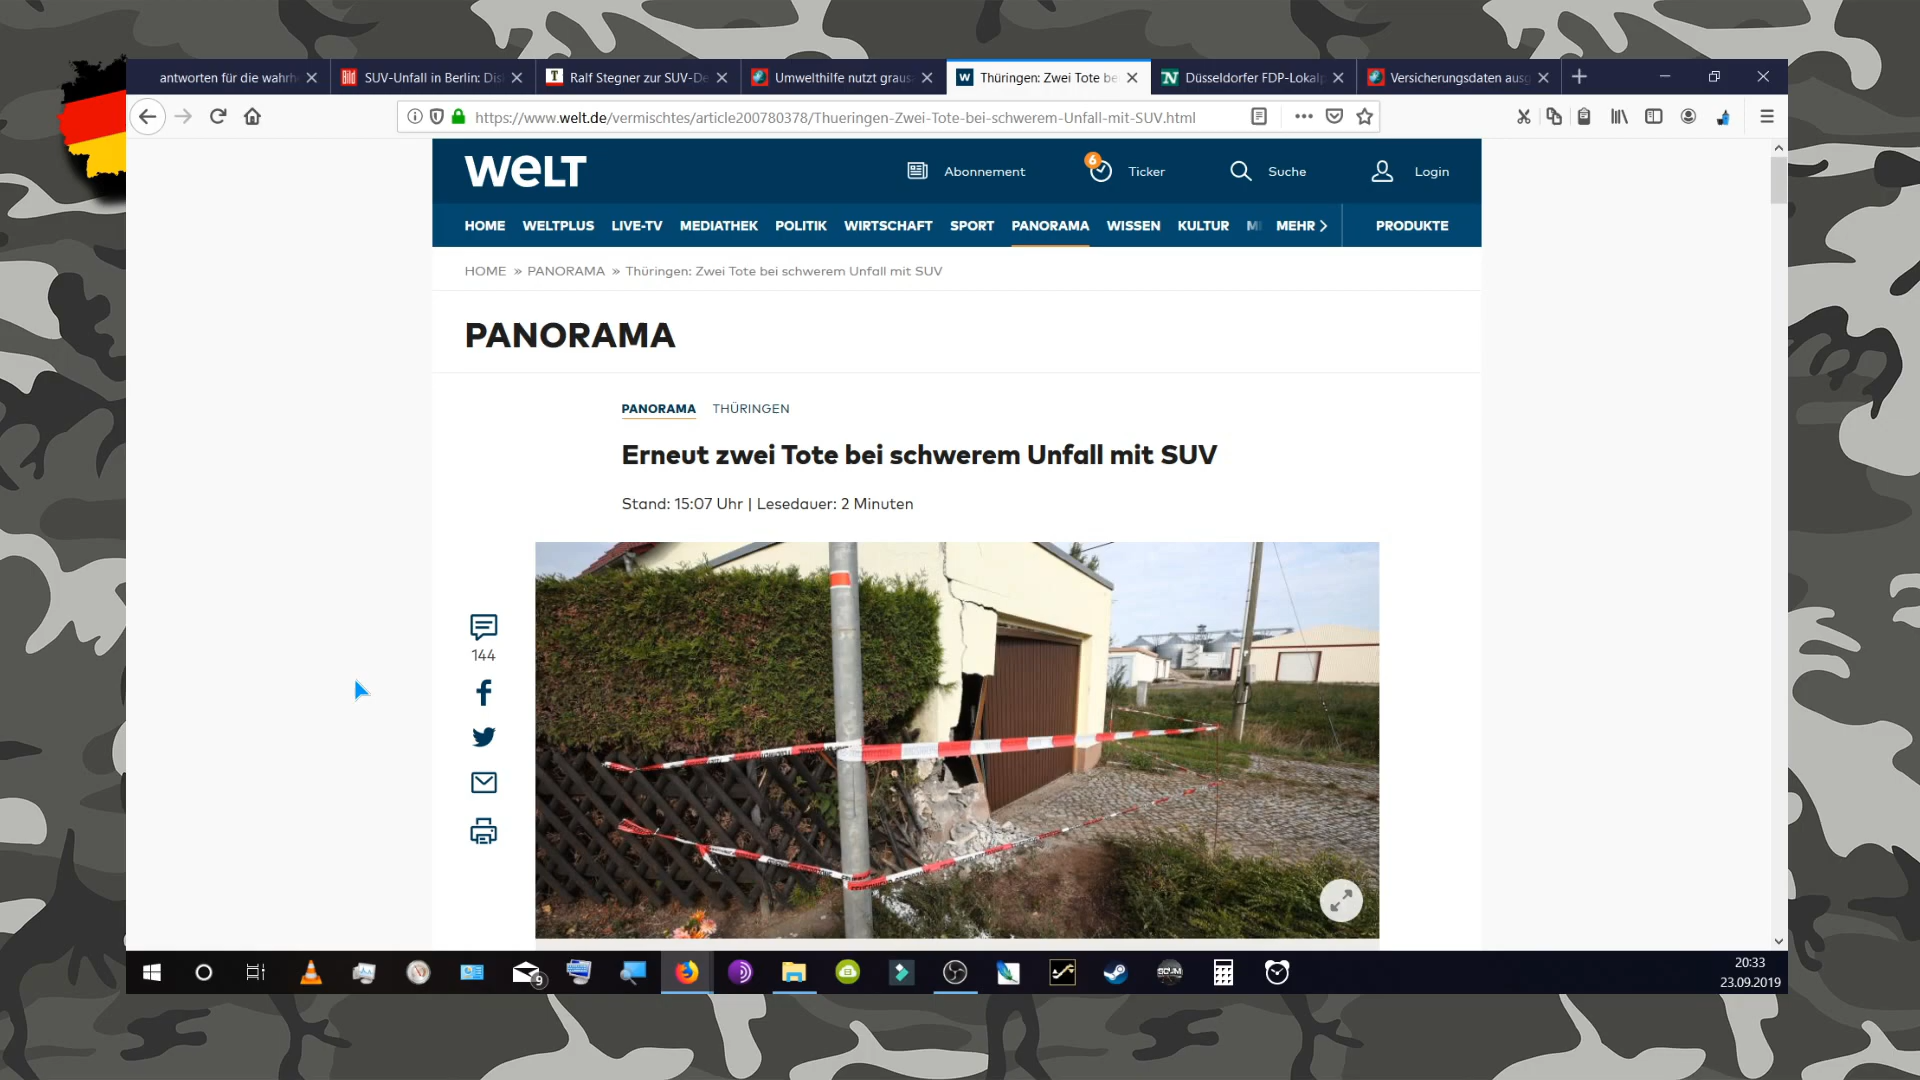 antworten für die wahrh
SUV-Unfall in Berlin: Dis
Ralf Stegner zur SUV-De
Umwelthilfe nutzt graus
Thüringen: Zwei Tote be
Düsseldorfer FDP-Lokalp
Versicherungsdaten ausg
https://www.welt.de/vermischtes/article200780378/Thueringen-Zwei-Tote-bei-schwerem-Unfall-mit-SUV.html
WELT
Abonnement
6
Ticker
Suche
Login
HOME WELTPLUS LIVE-TV MEDIATHEK POLITIK WIRTSCHAFT SPORT PANORAMA WISSEN KULTUR MEHR PRODUKTE
HOME » PANORAMA » Thüringen: Zwei Tote bei schwerem Unfall mit SUV
PANORAMA
PANORAMA THÜRINGEN
Erneut zwei Tote bei schwerem Unfall mit SUV
Stand: 15:07 Uhr | Lesedauer: 2 Minuten
144
9
SCUM
20:33
23.09.2019